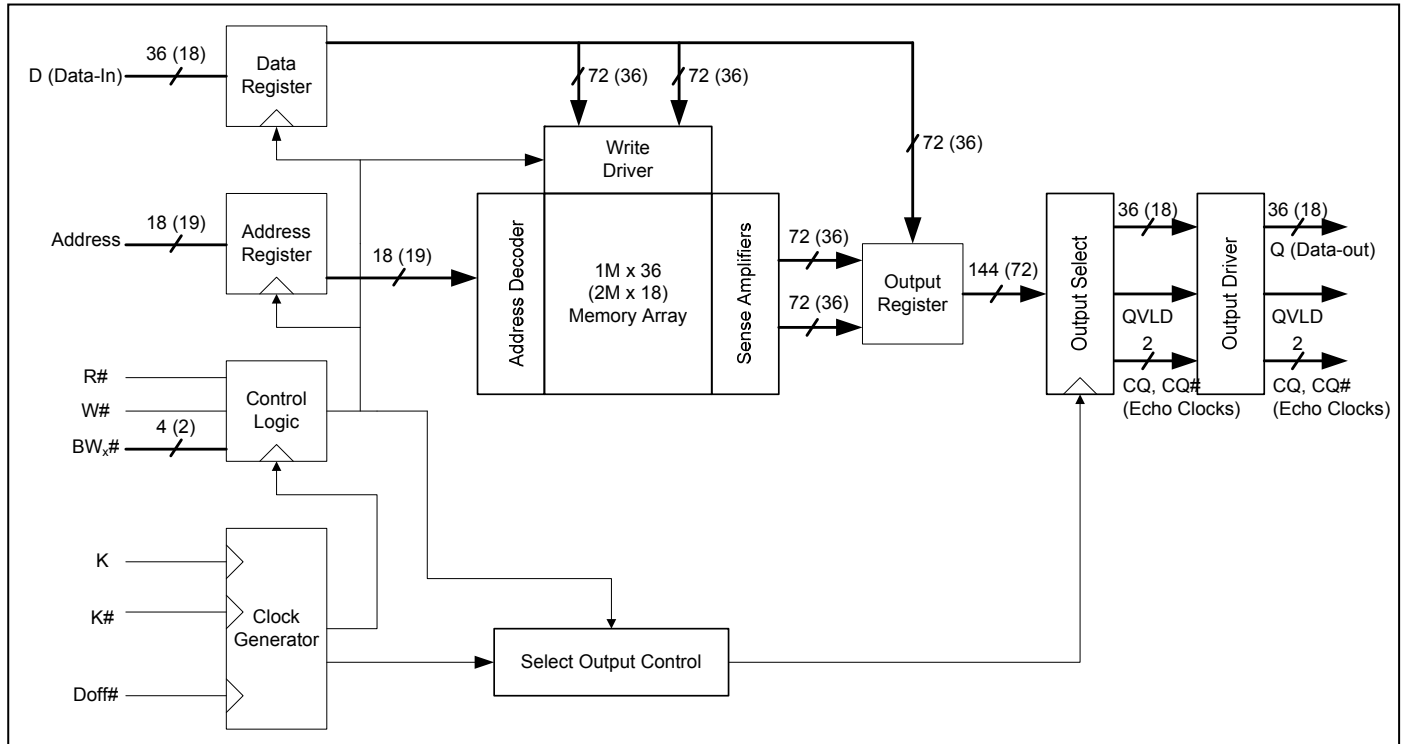 36 (18)
D (Data-In)
Data
Register
72 (36)
72 (36)
72 (36)
Write
Driver
18 (19)
Address
Address
Register
18 (19)
Address Decoder
1M x 36
(2M x 18)
Memory Array
Sense Amplifiers
72 (36)
72 (36)
Output
Register
144 (72)
Output Select
36 (18)
QVLD
2
CQ, CQ#
(Echo Clocks)
Output Driver
36 (18)
Q (Data-out)
QVLD
2
CQ, CQ#
(Echo Clocks)
R#
W#
4 (2)
BWx#
Control
Logic
K
K#
Doff#
Clock
Generator
Select Output Control